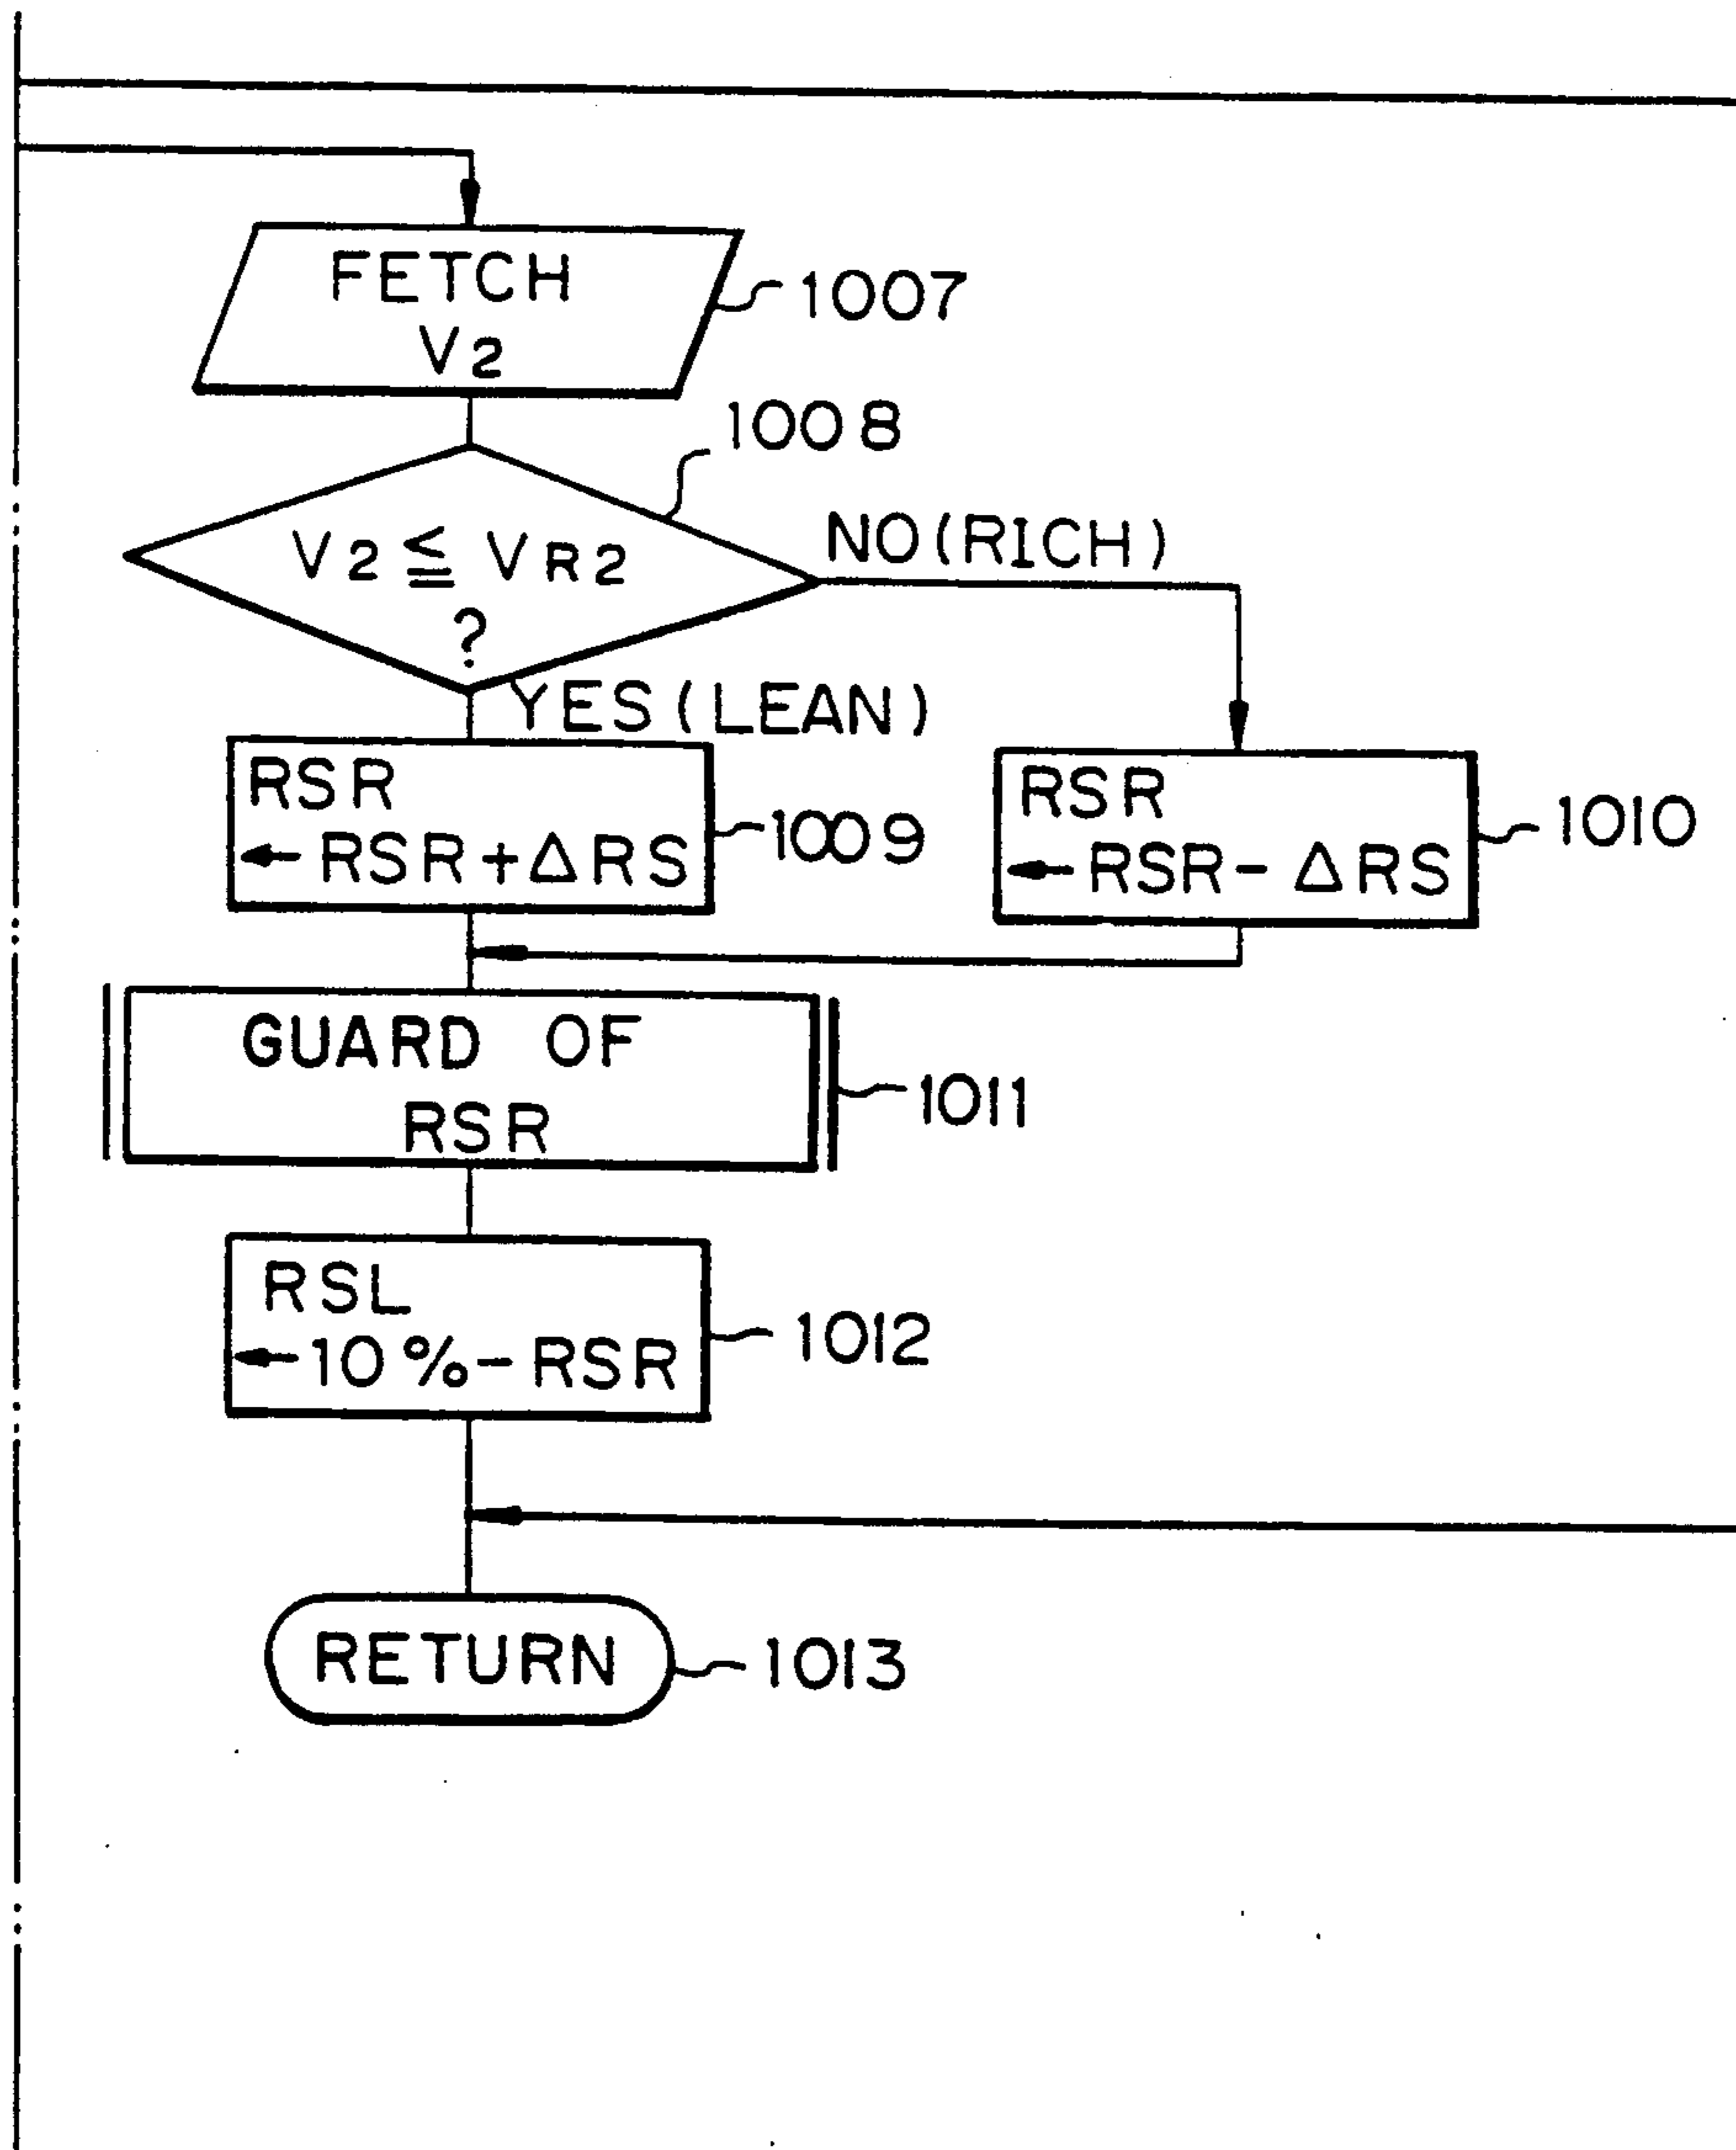 FETCH
V2
1007
1008
V2 ≦ VR2
?
NO (RICH)
YES (LEAN)
RSR
← RSR + ΔRS
1009
RSR
← RSR - ΔRS
1010
GUARD OF
RSR
1011
RSL
← 10%-RSR
1012
RETURN
1013